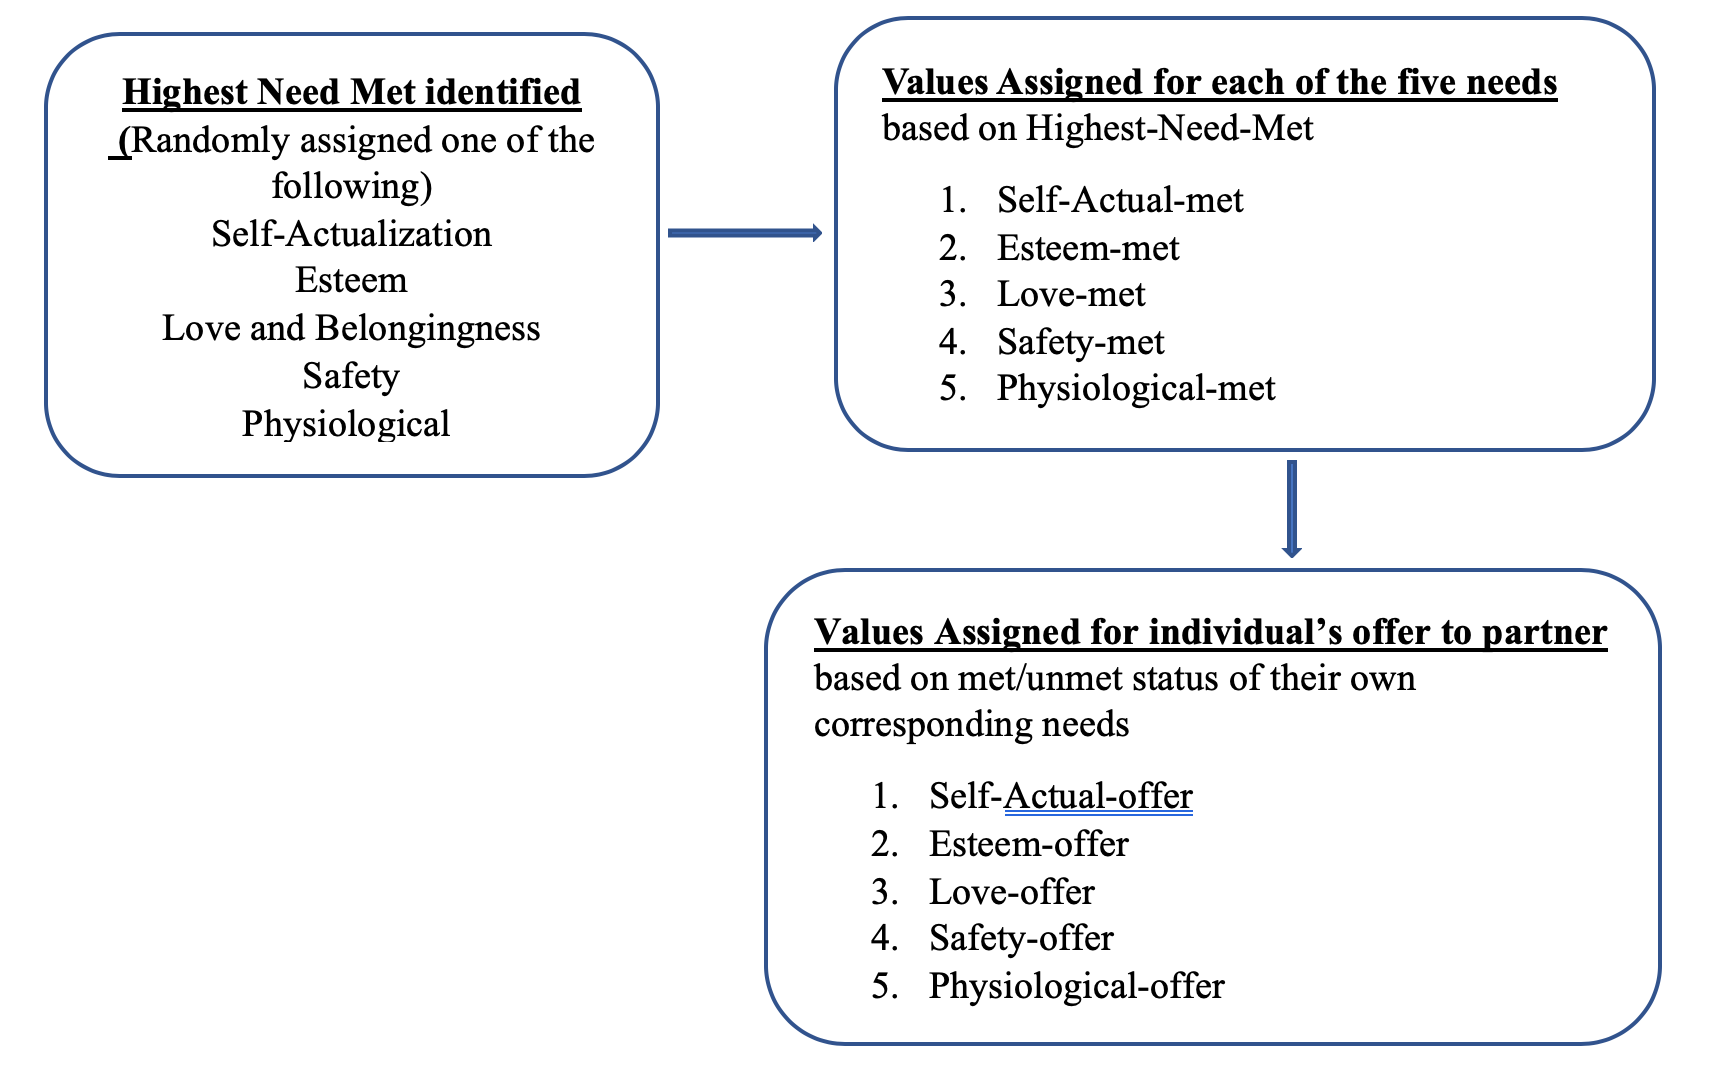 Highest Need Met identified
(Randomly assigned one of the
following)
Self-Actualization
Esteem
Love and Belongingness
Safety
Physiological
Values Assigned for each of the five needs
based on Highest-Need-Met
1. Self-Actual-met
2. Esteem-met
3. Love-met
4. Safety-met
5. Physiological-met
Values Assigned for individual’s offer to partner
based on met/unmet status of their own
corresponding needs
1. Self-Actual-offer
2. Esteem-offer
3. Love-offer
4. Safety-offer
5. Physiological-offer